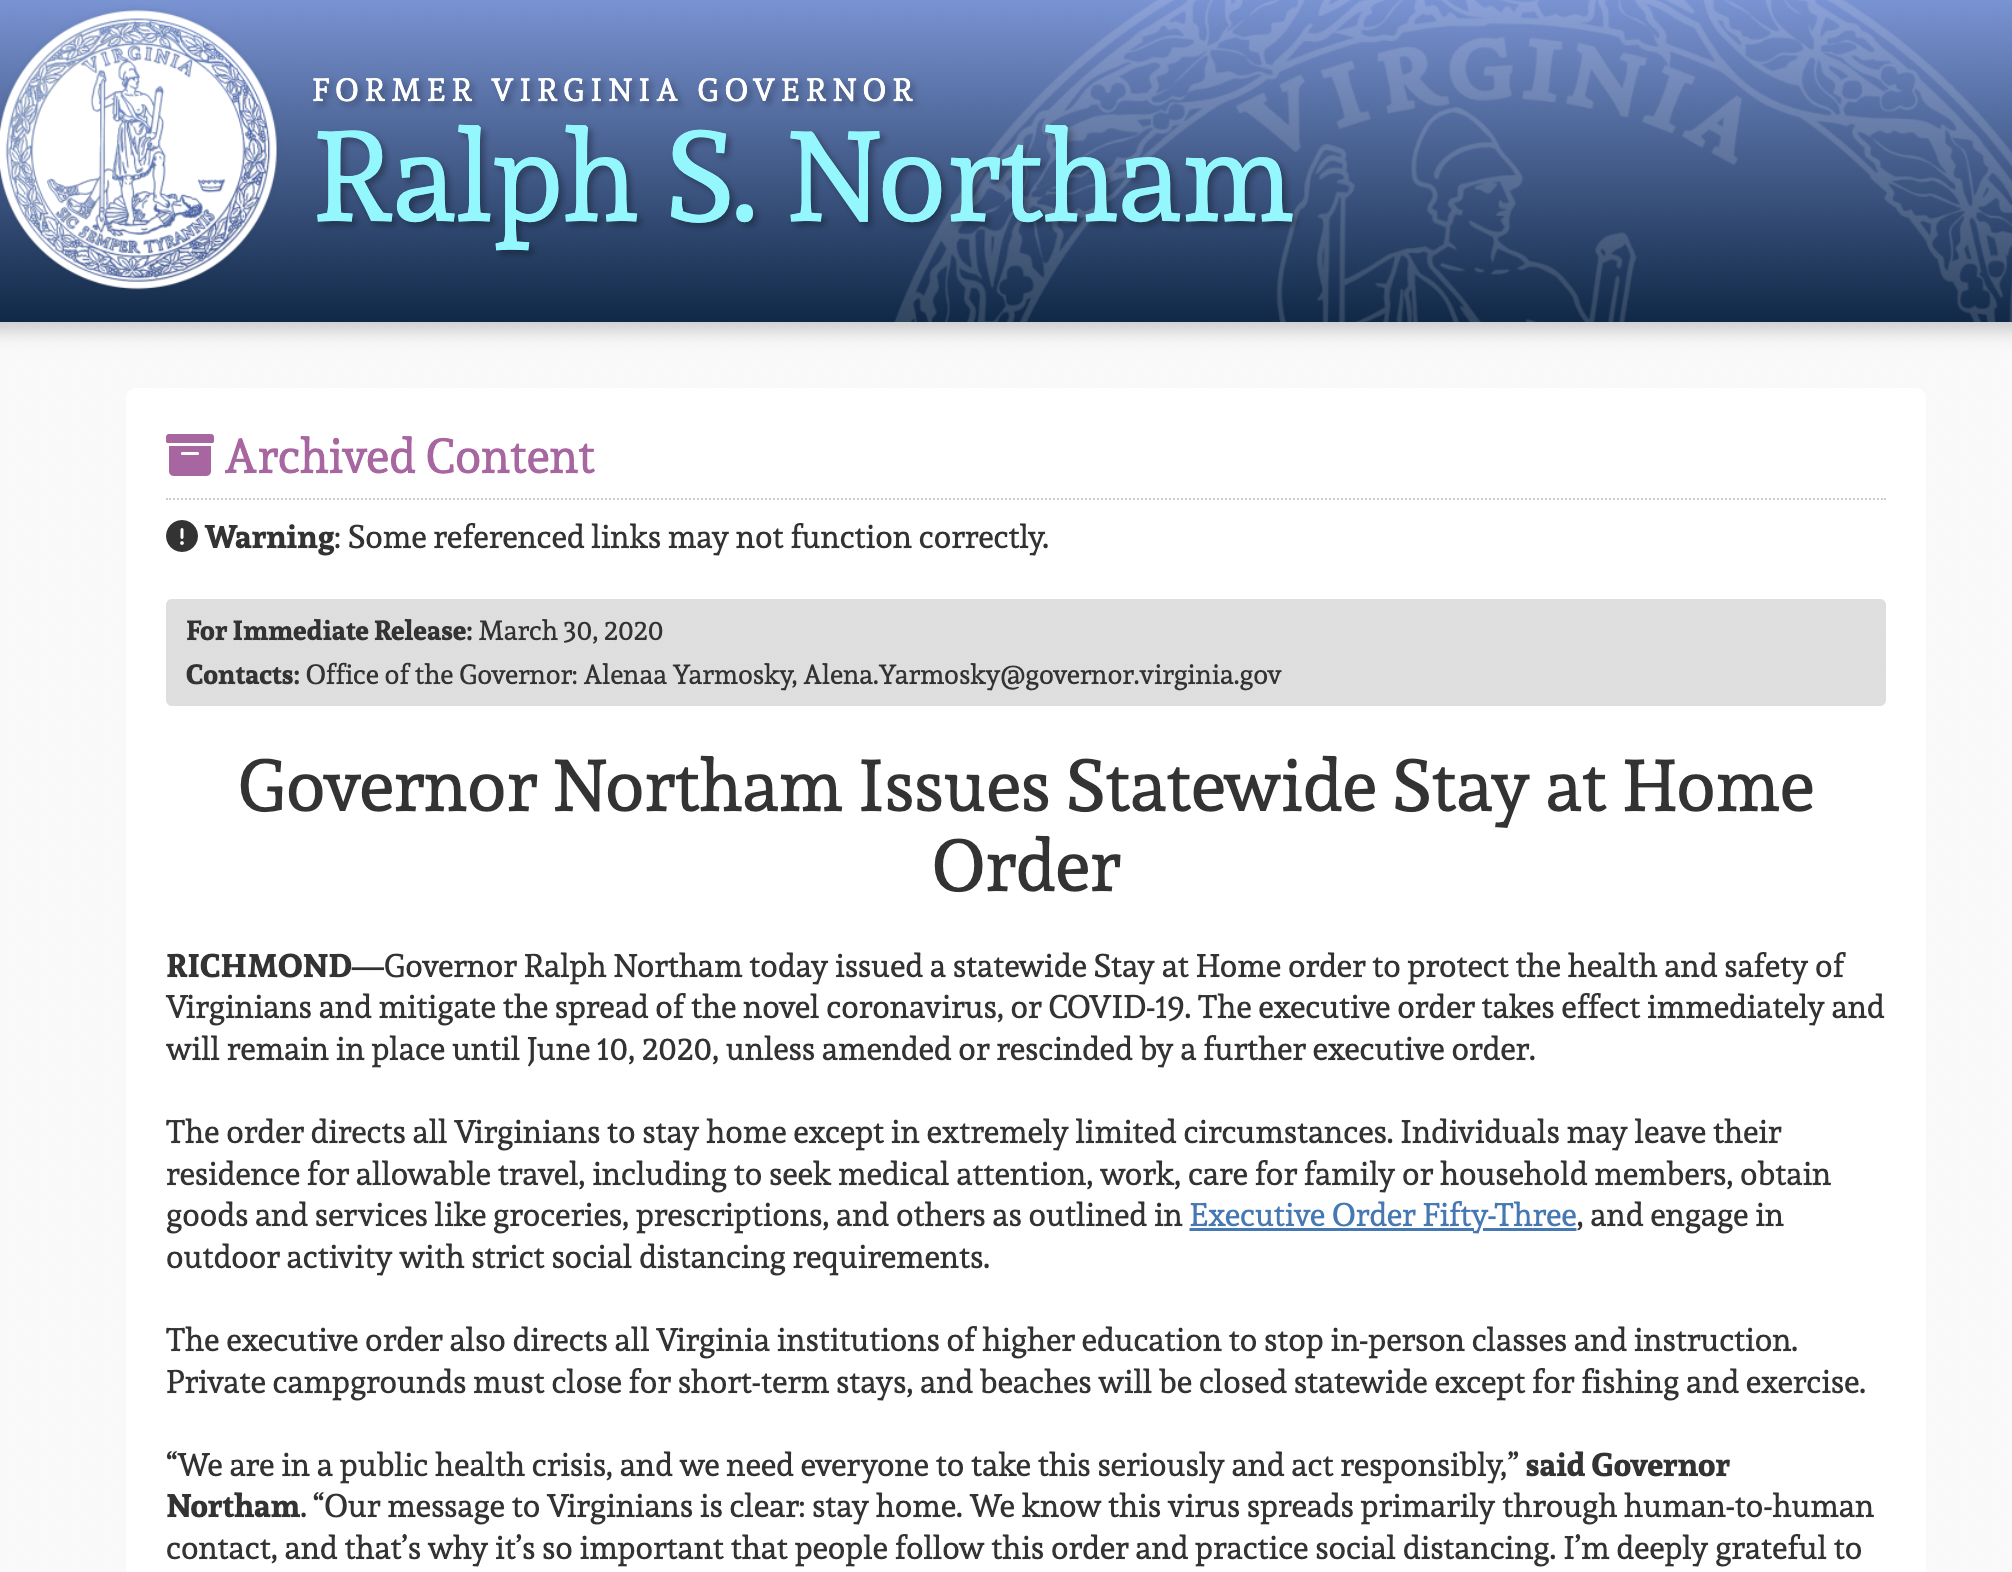 VIRGINIA
SIC SEMPER TYRANNIS
FORMER VIRGINIA GOVERNOR
Ralph S. Northam
VIRGINIA
Archived Content
Warning: Some referenced links may not function correctly.
For Immediate Release: March 30, 2020
Contacts: Office of the Governor: Alenaa Yarmosky, Alena.Yarmosky@governor.virginia.gov
Governor Northam Issues Statewide Stay at Home
Order
RICHMOND—Governor Ralph Northam today issued a statewide Stay at Home order to protect the health and safety of
Virginians and mitigate the spread of the novel coronavirus, or COVID-19. The executive order takes effect immediately and
will remain in place until June 10, 2020, unless amended or rescinded by a further executive order.
The order directs all Virginians to stay home except in extremely limited circumstances. Individuals may leave their
residence for allowable travel, including to seek medical attention, work, care for family or household members, obtain
goods and services like groceries, prescriptions, and others as outlined in Executive Order Fifty-Three, and engage in
outdoor activity with strict social distancing requirements.
The executive order also directs all Virginia institutions of higher education to stop in-person classes and instruction.
Private campgrounds must close for short-term stays, and beaches will be closed statewide except for fishing and exercise.
“We are in a public health crisis, and we need everyone to take this seriously and act responsibly,” said Governor
Northam. “Our message to Virginians is clear: stay home. We know this virus spreads primarily through human-to-human
contact, and that’s why it’s so important that people follow this order and practice social distancing. I’m deeply grateful to